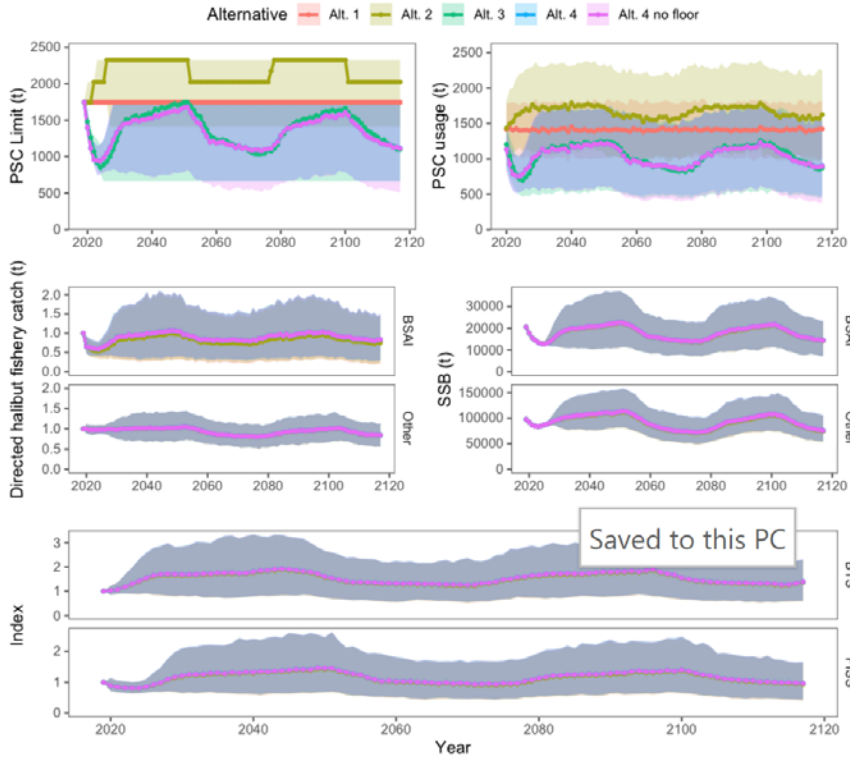 Alternative Alt. 1 Alt. 2 Alt. 3 Alt. 4 Alt. 4 no floor
PSC Limit (t)
2500
2000
1500
1000
500
0
2020 2040 2060 2080 2100 2120
PSC usage (t)
2500
2000
1500
1000
500
0
2020 2040 2060 2080 2100 2120
Directed halibut fishery catch (t)
2.0
1.5
1.0
0.5
0.0
BSAI
2.0
1.5
1.0
0.5
0.0
Other
2020 2040 2060 2080 2100 2120
SSB (t)
30000
20000
10000
0
150000
100000
50000
0
2020 2040 2060 2080 2100 2120
Saved to this PC
Index
3
2
1
0
2
1
0
2020 2040 2060 2080 2100 2120
Year